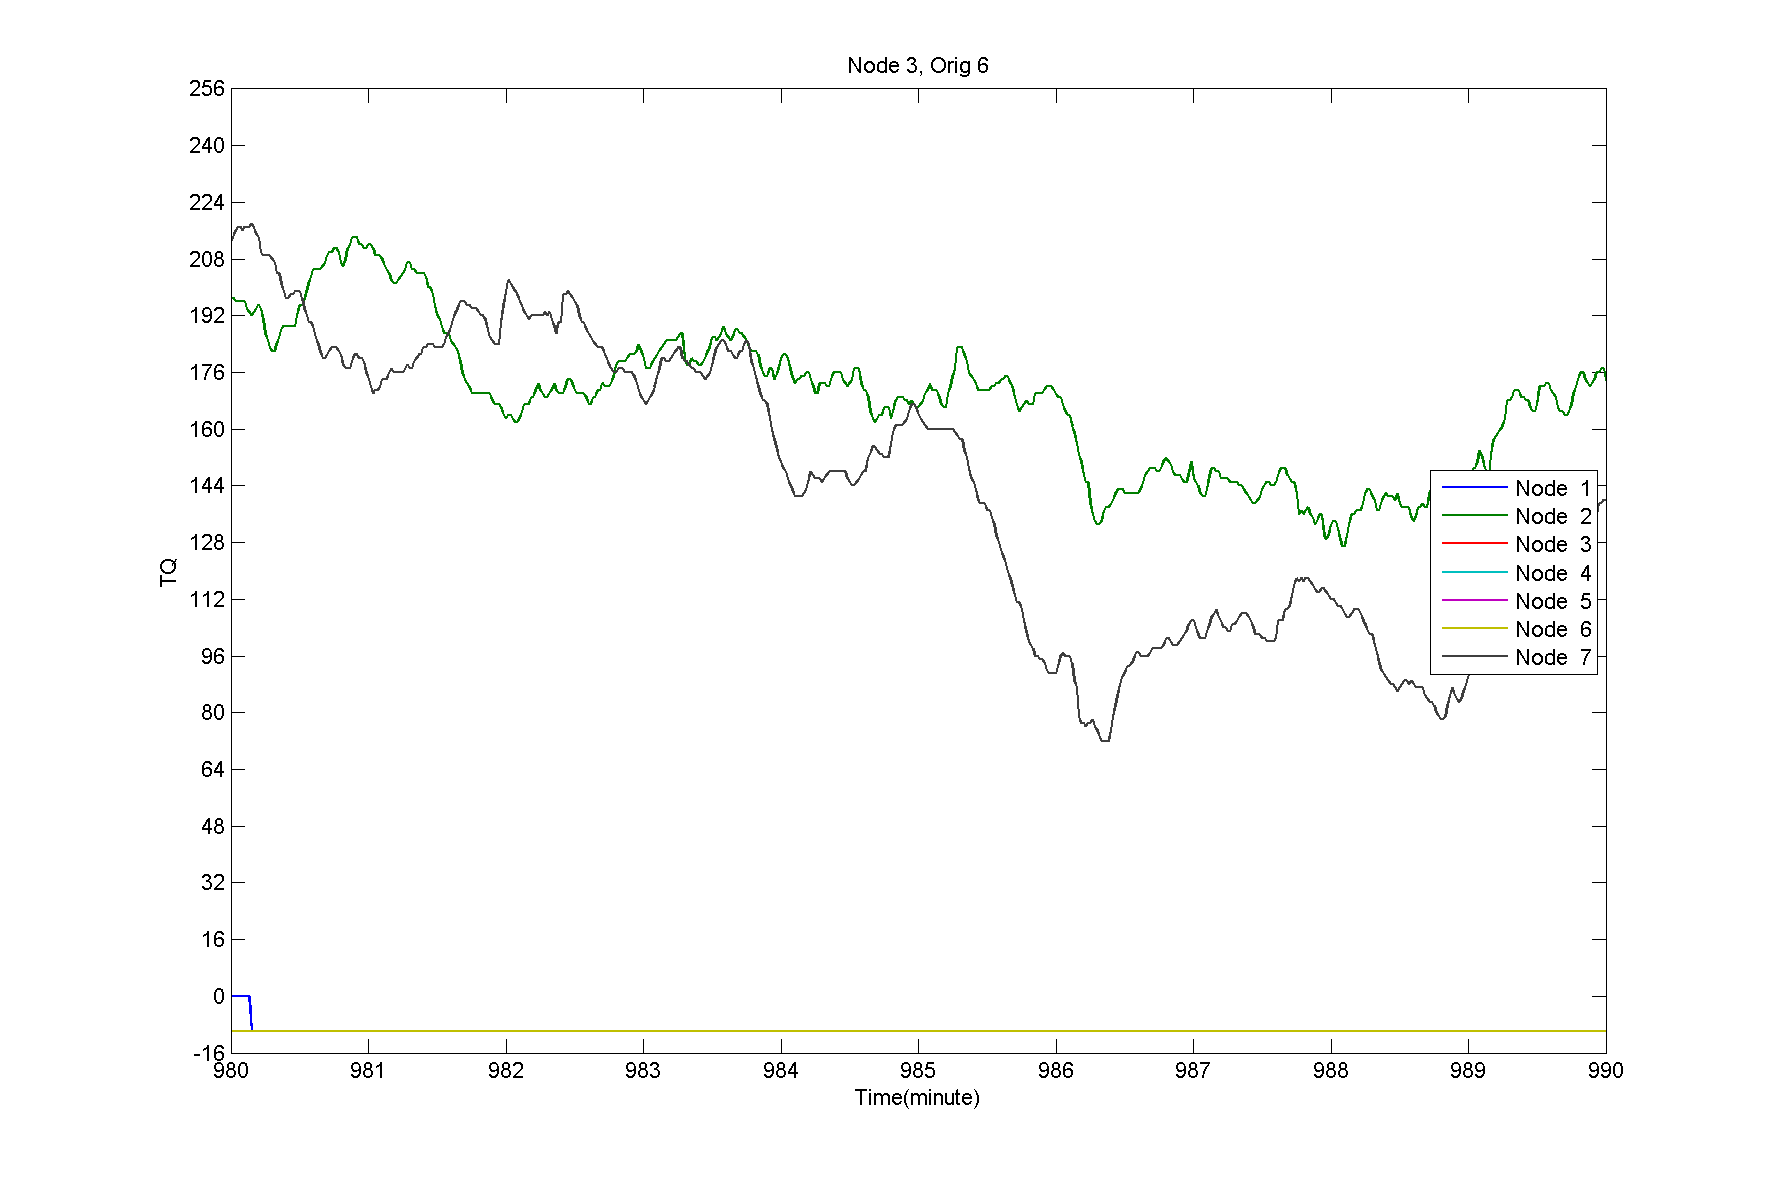 Node 3, Orig 6
256
240
224
208
192
176
160
144
128
112
96
80
64
48
32
16
0
-16
TQ
Node 1
Node 2
Node 3
Node 4
Node 5
Node 6
Node 7
980 981 982 983 984 985 986 987 988 989 990
Time(minute)